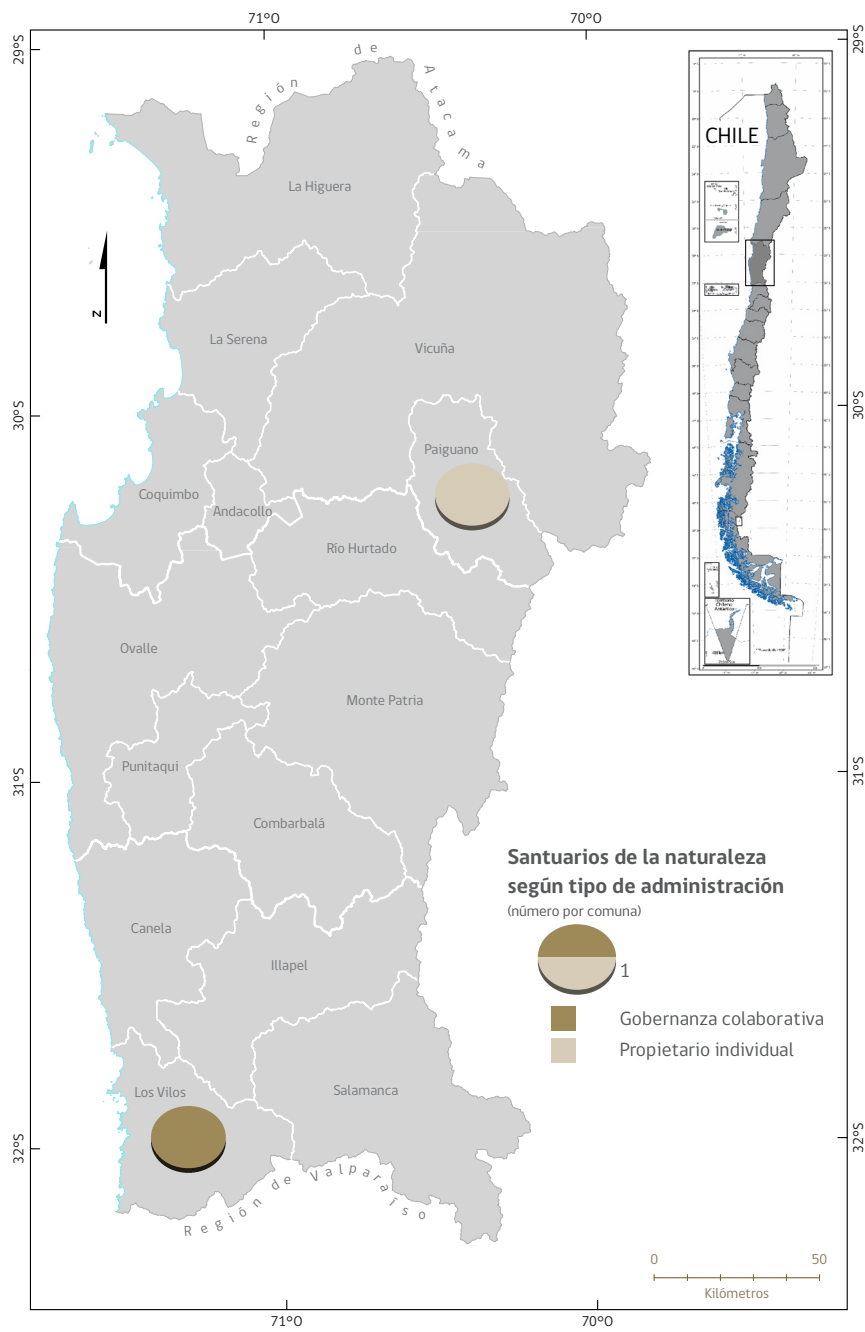 71°O
70°O
29°S
29°S
Región de Atacama
CHILE
La Higuera
N
La Serena
Vicuña
30°S
30°S
Paiguano
Coquimbo
Andacollo
Río Hurtado
Ovalle
Monte Patria
Punitaqui
31°S
31°S
Combarbalá
Santuarios de la naturaleza
según tipo de administración
(número por comuna)
Canela
Illapel
1
Gobernanza colaborativa
Propietario individual
Los Vilos
Salamanca
32°S
32°S
Región de Valparaíso
0
50
Kilómetros
71°O
70°O